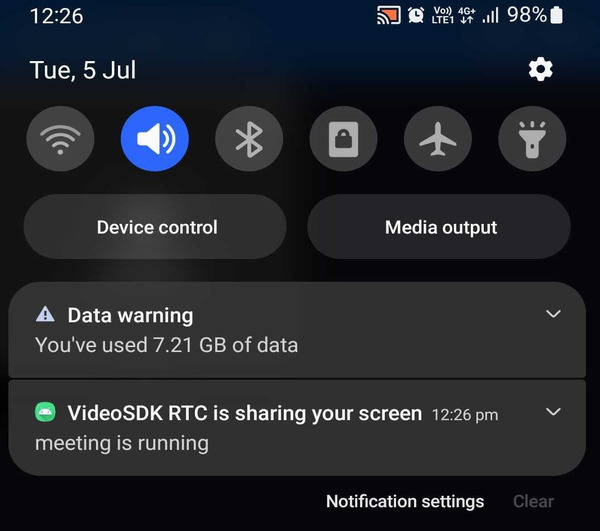 12:26
Vo)) 4G+
LTE1
98%
Tue, 5 Jul
Device control
Media output
Data warning
You've used 7.21 GB of data
VideoSDK RTC is sharing your screen 12:26 pm
meeting is running
Notification settings
Clear